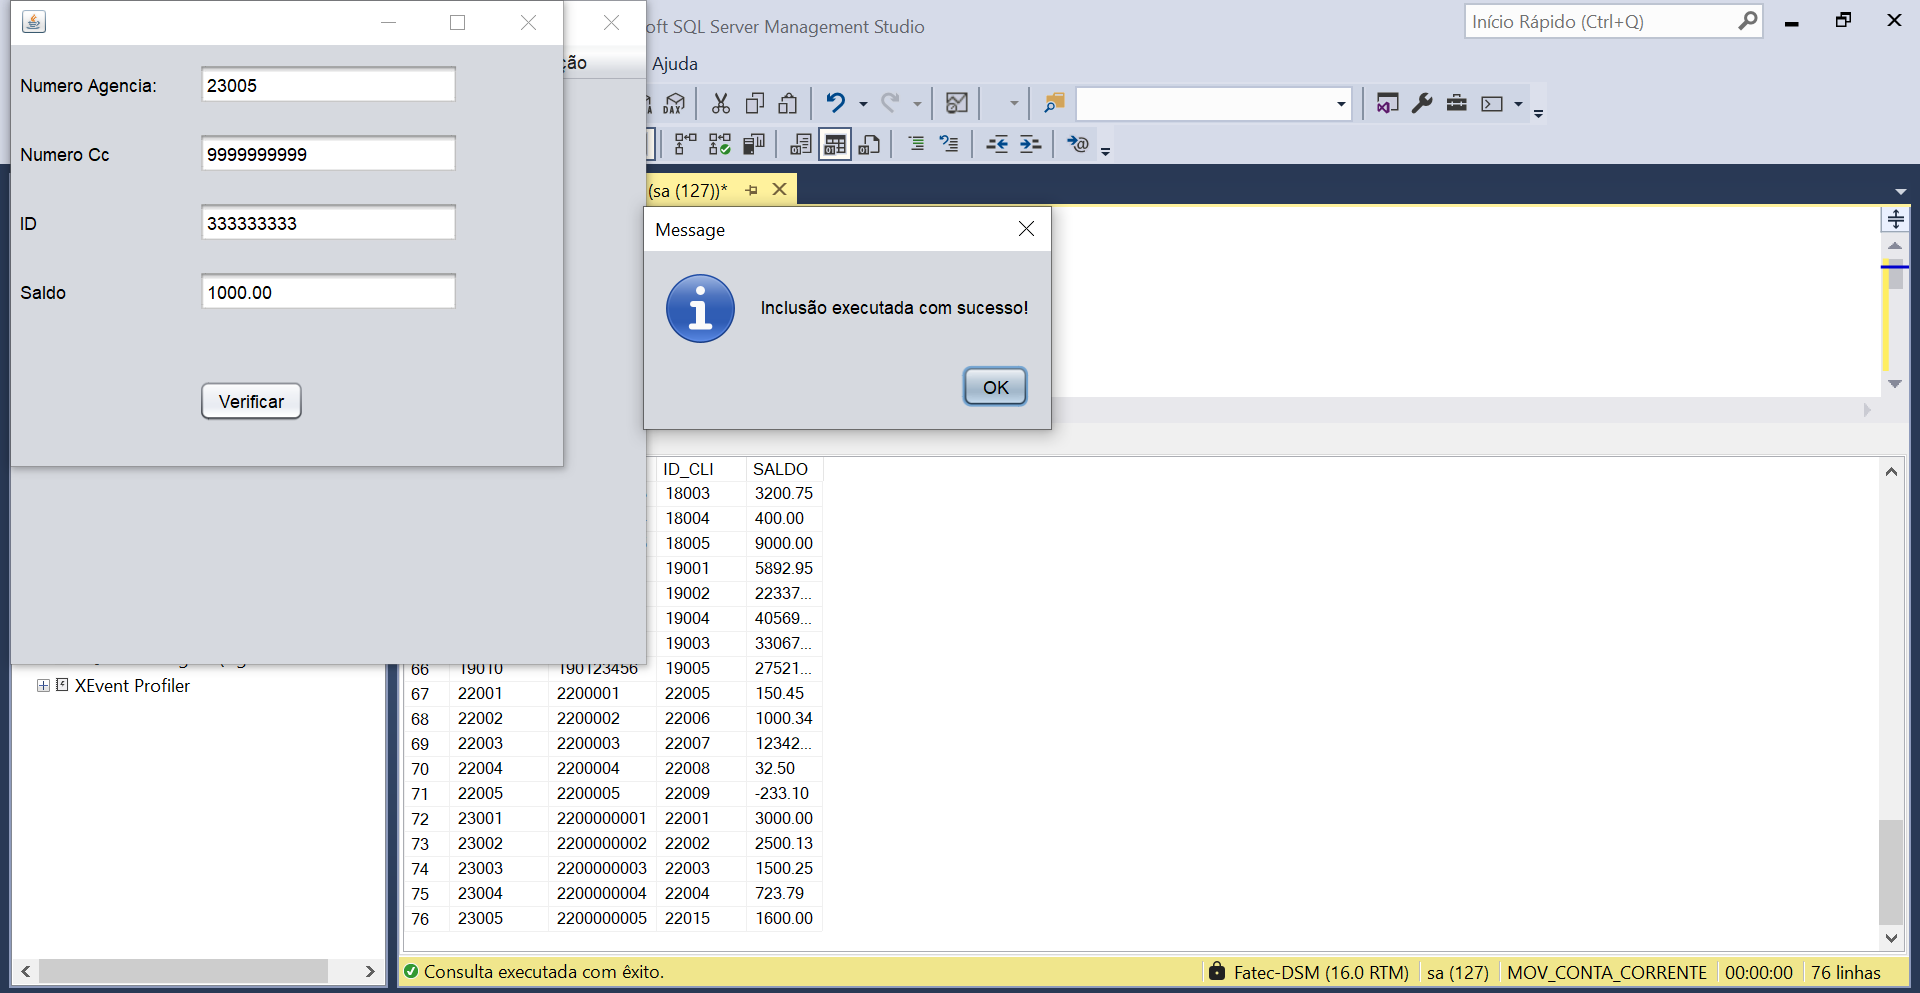 oft SQL Server Management Studio
Início Rápido (Ctrl+Q)
ção
Ajuda
DAX
Numero Agencia:
23005
Numero Cc
9999999999
ID
333333333
Saldo
1000.00
Verificar
(sa (127))*
Message
Inclusão executada com sucesso!
OK
ID_CLI SALDO
18003 3200.75
18004 400.00
18005 9000.00
19001 5892.95
19002 22337...
19004 40569...
19003 33067...
66 19010 190123456 19005 27521...
67 22001 2200001 22005 150.45
68 22002 2200002 22006 1000.34
69 22003 2200003 22007 12342...
70 22004 2200004 22008 32.50
71 22005 2200005 22009 -233.10
72 23001 2200000001 22001 3000.00
73 23002 2200000002 22002 2500.13
74 23003 2200000003 22003 1500.25
75 23004 2200000004 22004 723.79
76 23005 2200000005 22015 1600.00
XEvent Profiler
Consulta executada com êxito.
Fatec-DSM (16.0 RTM) sa (127) MOV_CONTA_CORRENTE 00:00:00 76 linhas